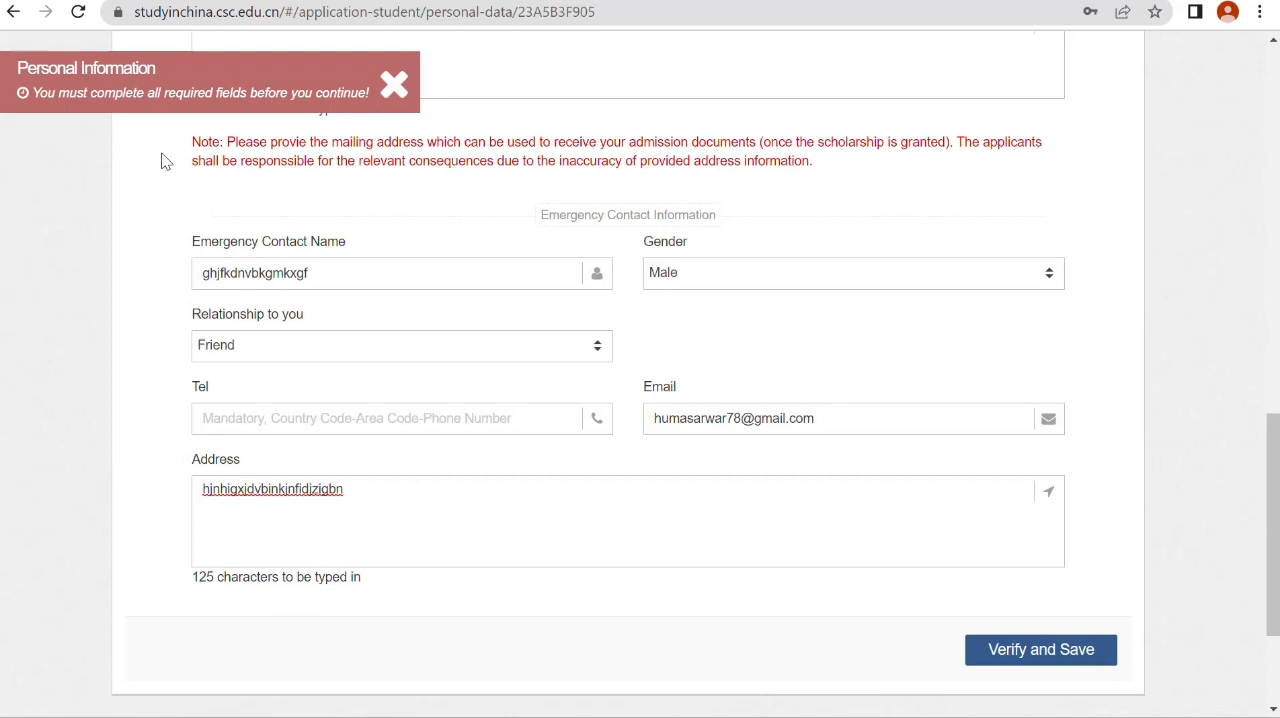 studyinchina.csc.edu.cn/#/application-student/personal-data/23A5B3F905
Personal Information
You must complete all required fields before you continue!
Note: Please provie the mailing address which can be used to receive your admission documents (once the scholarship is granted). The applicants
shall be responssible for the relevant consequences due to the inaccuracy of provided address information.
Emergency Contact Information
Emergency Contact Name
Gender
ghjfkdnvbkgmkxgf
Male
Relationship to you
Friend
Tel
Email
Mandatory, Country Code-Area Code-Phone Number
humasarwar78@gmail.com
Address
hjnhigxjdvbinkjnfidjzigbn
125 characters to be typed in
Verify and Save